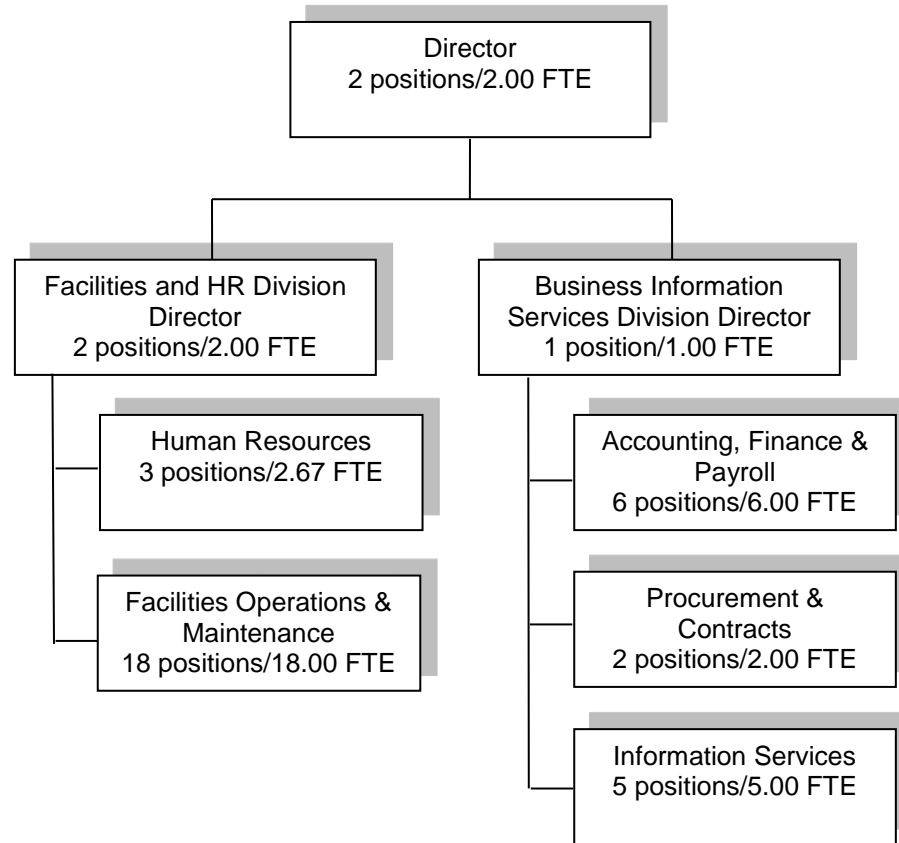 Director
2 positions/2.00 FTE
Facilities and HR Division
Director
2 positions/2.00 FTE
Human Resources
3 positions/2.67 FTE
Facilities Operations &
Maintenance
18 positions/18.00 FTE
Business Information
Services Division Director
1 position/1.00 FTE
Accounting, Finance &
Payroll
6 positions/6.00 FTE
Procurement &
Contracts
2 positions/2.00 FTE
Information Services
5 positions/5.00 FTE